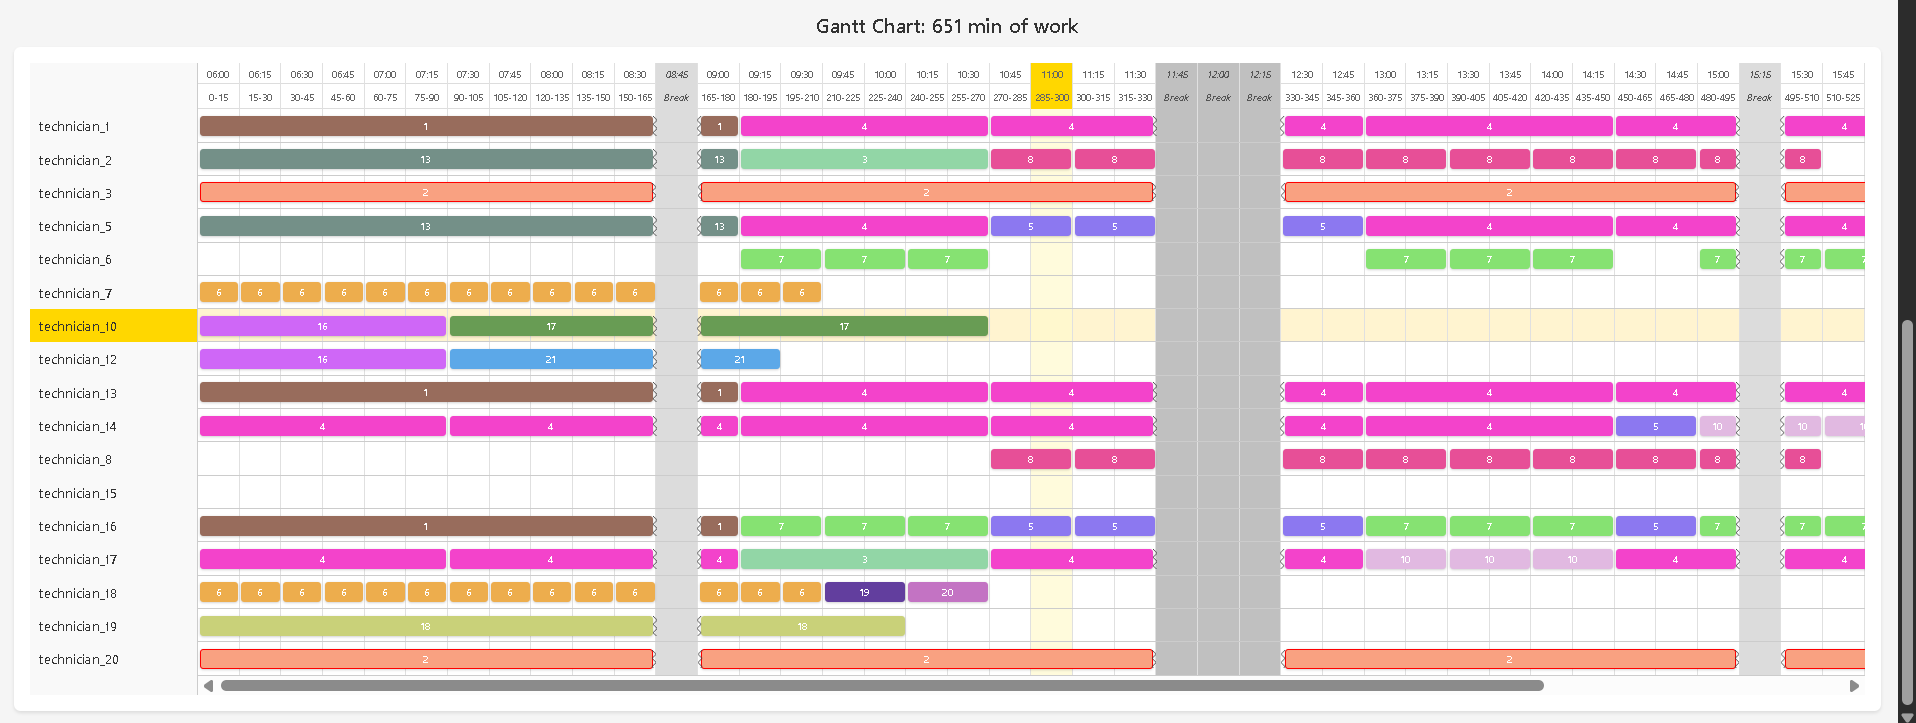 Gantt Chart: 651 min of work
06:00 06:15 06:30 06:45 07:00 07:15 07:30 07:45 08:00 08:15 08:30 08:45 09:00 09:15 09:30 09:45 10:00 10:15 10:30 10:45 11:00 11:15 11:30 11:45 12:00 12:15 12:30 12:45 13:00 13:15 13:30 13:45 14:00 14:15 14:30 14:45 15:00 15:15 15:30 15:45
0-15 15-30 30-45 45-60 60-75 75-90 90-105 105-120 120-135 135-150 150-165 Break 165-180 180-195 195-210 210-225 225-240 240-255 255-270 270-285 285-300 300-315 315-330 Break Break Break 330-345 345-360 360-375 375-390 390-405 405-420 420-435 435-450 450-465 465-480 480-495 Break 495-510 510-525
technician_1 1 1 4 4 4 4 4 4
technician_2 13 13 3 8 8 8 8 8 8 8 8 8
technician_3 2 2 2
technician_5 13 13 4 5 5 5 4 4 4
technician_6 7 7 7 7 7 7 7 7 7
technician_7 6 6 6 6 6 6 6 6 6 6 6 6 6 6
technician_10 16 17 17
technician_12 16 21 21
technician_13 1 1 4 4 4 4 4 4
technician_14 4 4 4 4 4 4 4 5 10 10
technician_8 8 8 8 8 8 8 8 8 8
technician_15
technician_16 1 1 7 7 7 5 5 5 7 7 7 5 7 7 7
technician_17 4 4 4 3 4 4 10 10 10 4 4
technician_18 6 6 6 6 6 6 6 6 6 6 6 6 6 6 19 20
technician_19 18 18
technician_20 2 2 2